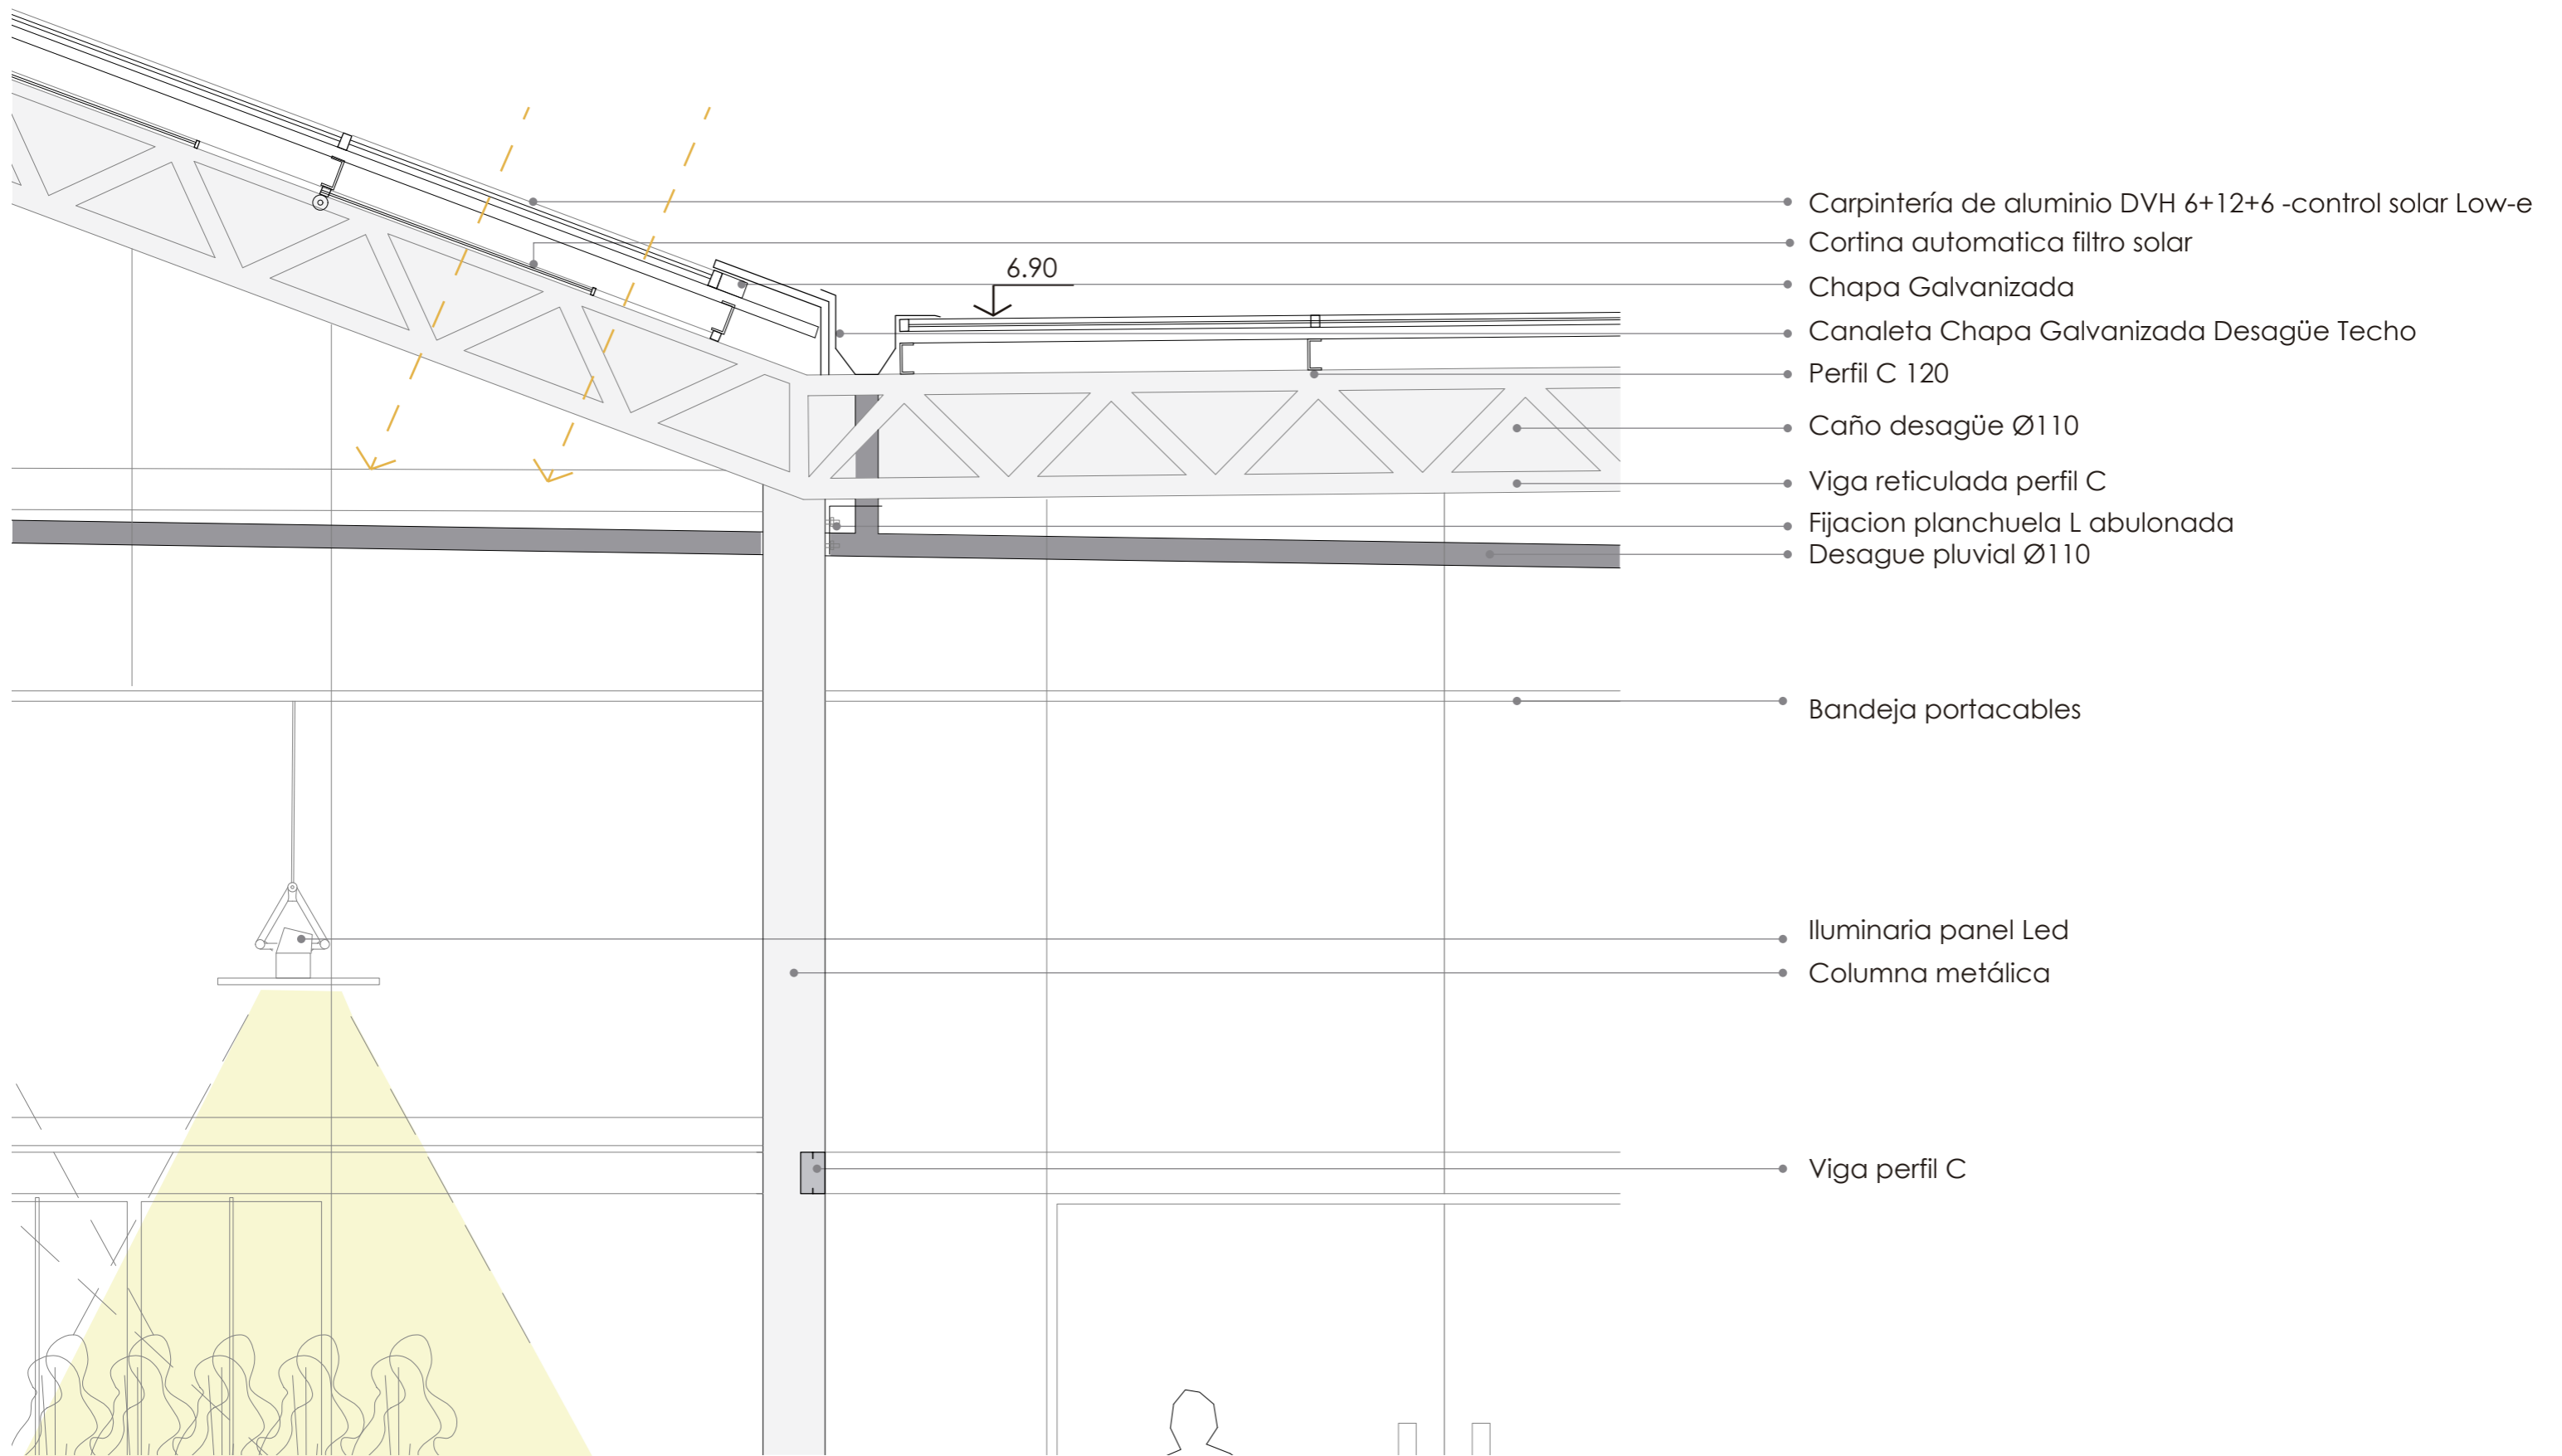 6.90
Carpintería de aluminio DVH 6+12+6 -control solar Low-e
Cortina automatica filtro solar
Chapa Galvanizada
Canaleta Chapa Galvanizada Desagüe Techo
Perfil C 120
Caño desagüe Ø110
Viga reticulada perfil C
Fijacion planchuela L abulonada
Desague pluvial Ø110
Bandeja portacables
Iluminaria panel Led
Columna metálica
Viga perfil C